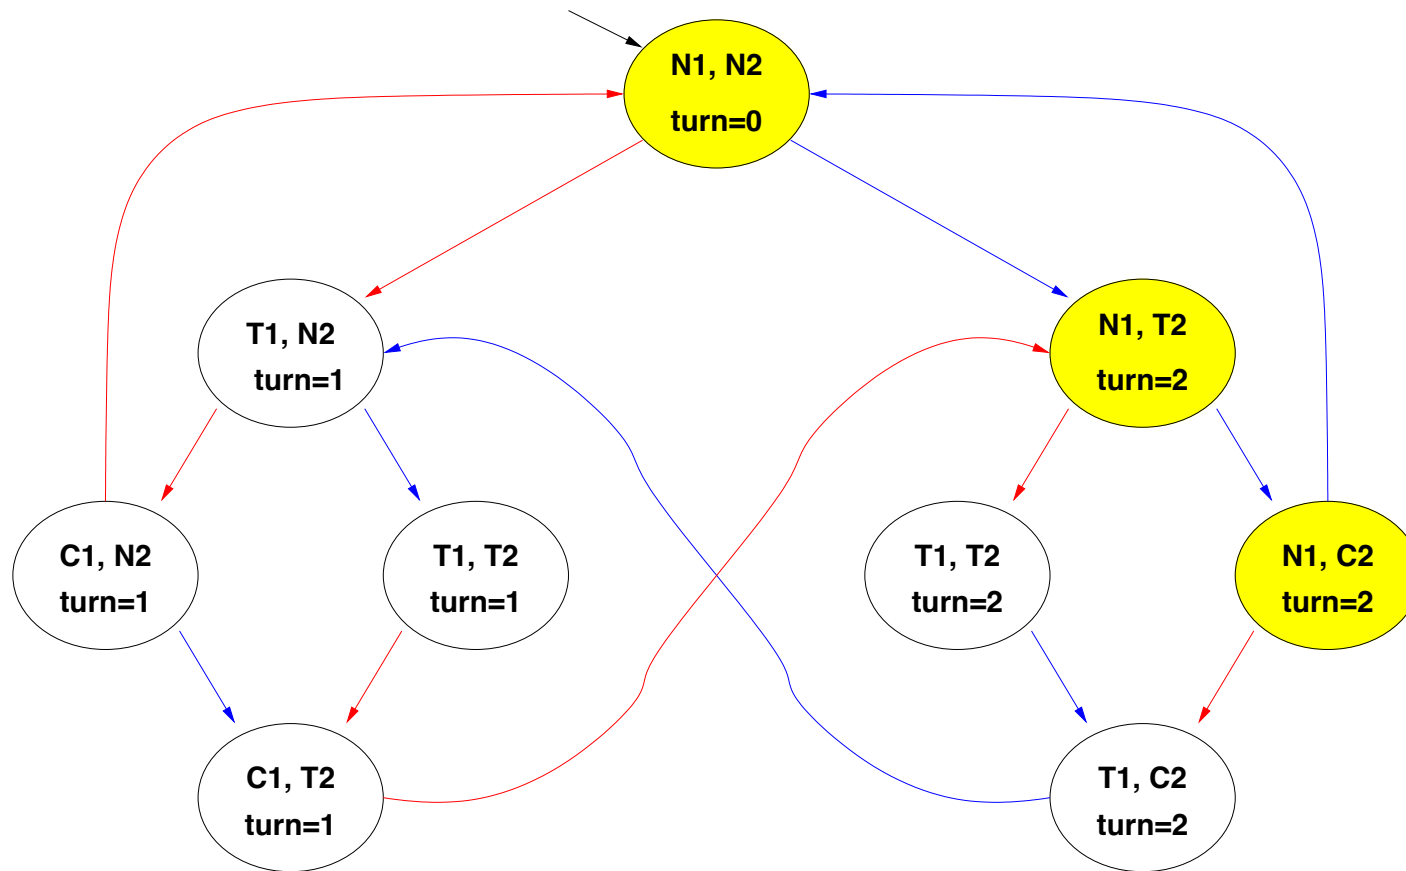 N1, N2
turn=0
T1, N2
turn=1
N1, T2
turn=2
C1, N2
turn=1
T1, T2
turn=1
T1, T2
turn=2
N1, C2
turn=2
C1, T2
turn=1
T1, C2
turn=2